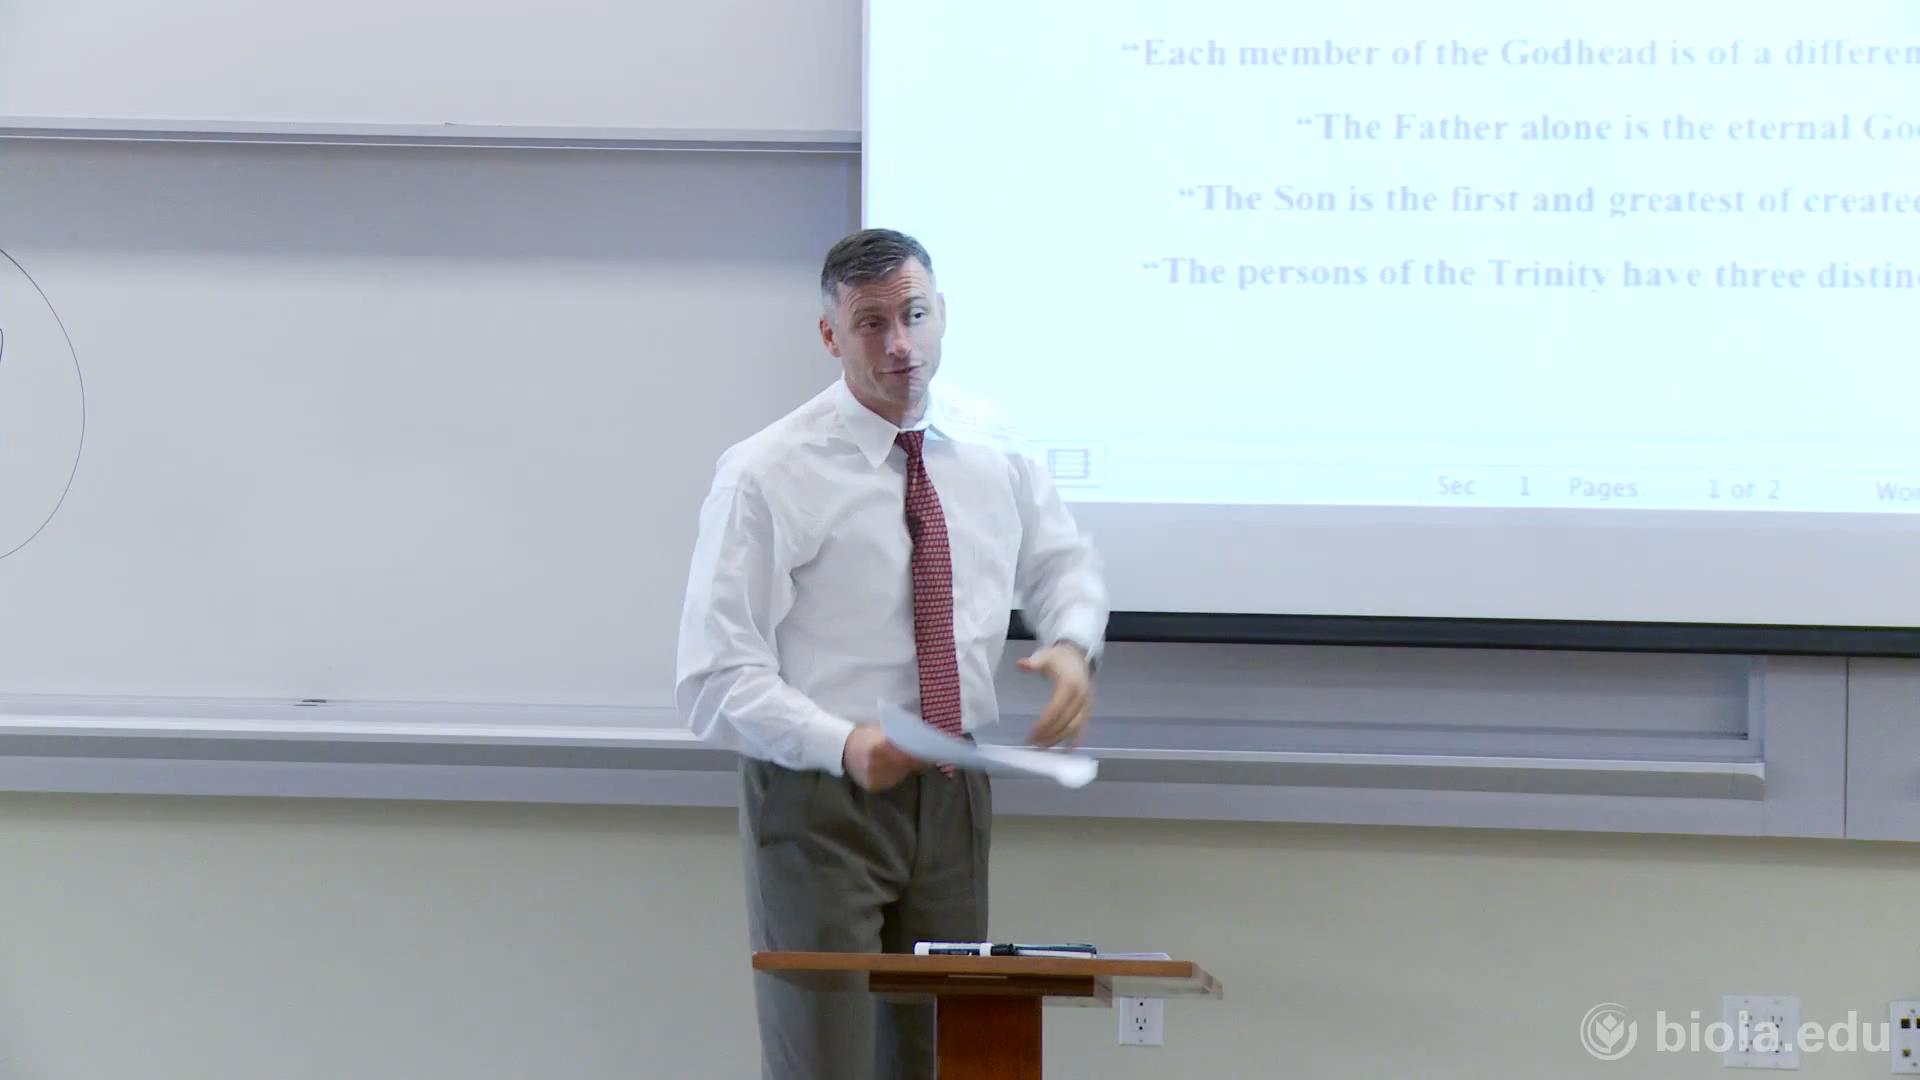 “Each member of the Godhead is of a differen
“The Father alone is the eternal Go
“The Son is the first and greatest of create
“The persons of the Trinity have three distin
Sec 1 Pages 1 of 2 Wor
biola.edu